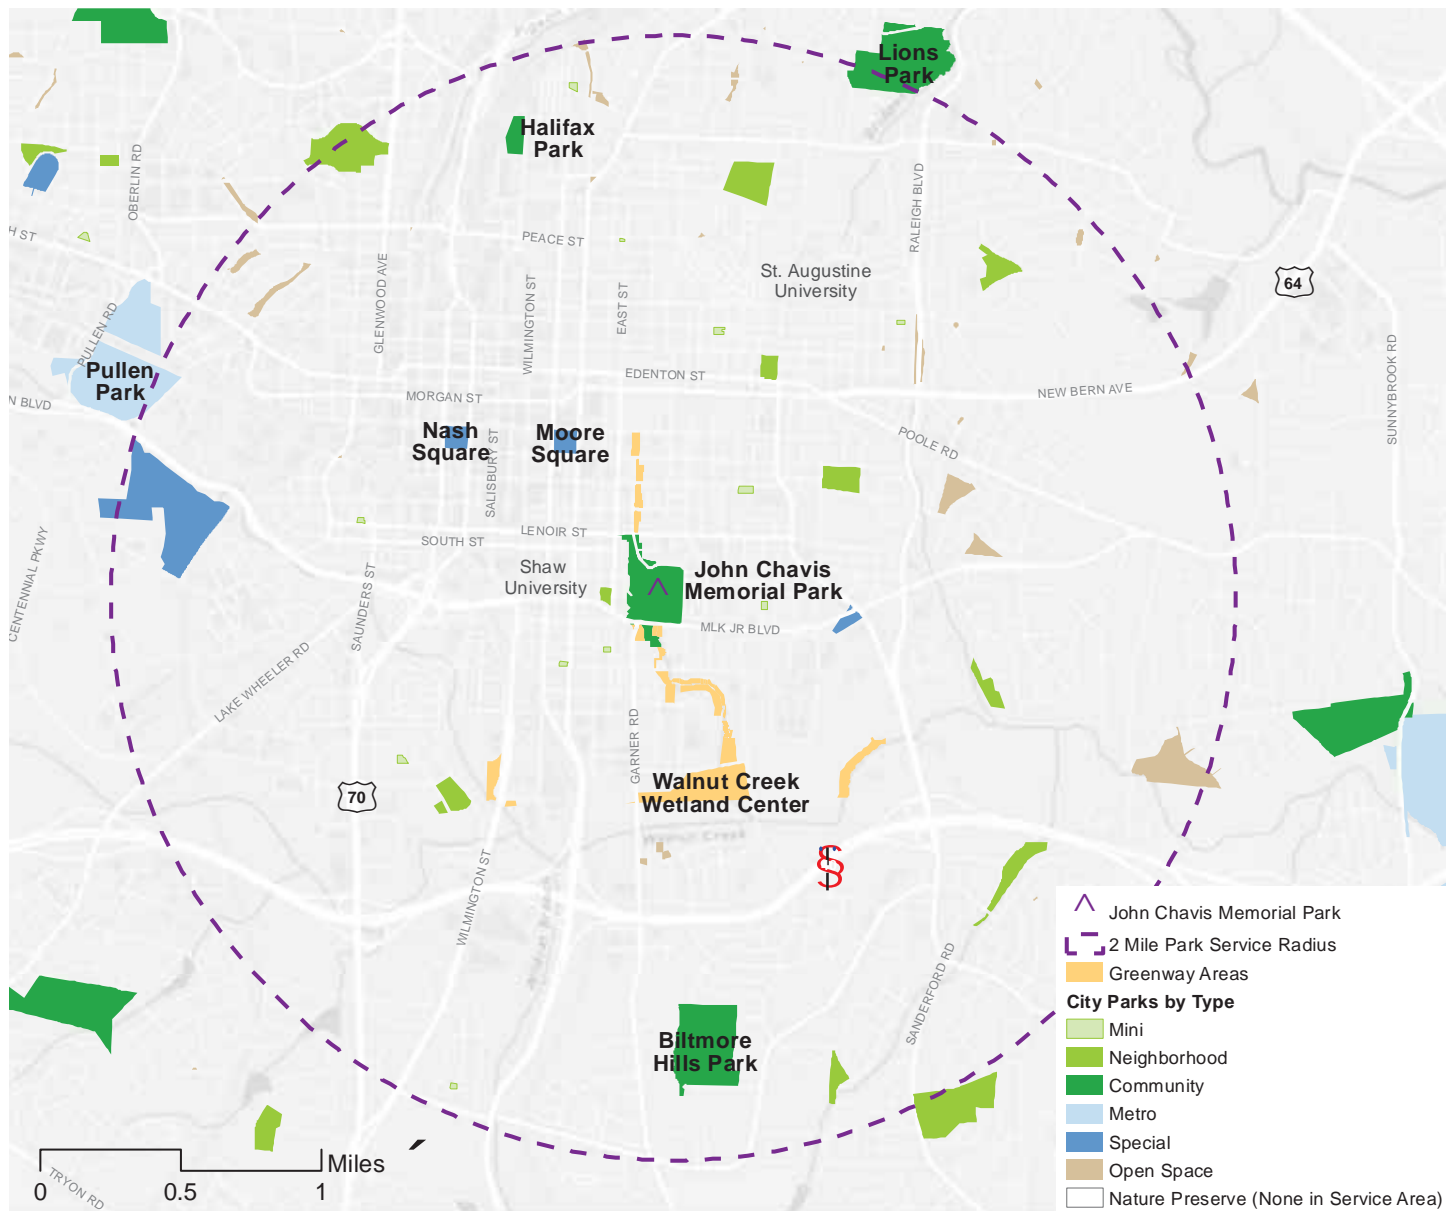 Lions
Park
Halifax
Park
OBERLIN RD
H ST
PEACE ST
RALEIGH BLVD
St. Augustine
University
64
GLENWOOD AVE
WILMINGTON ST
EAST ST
PULLEN RD
Pullen
Park
SUNNYBROOK RD
EDENTON ST
NEW BERN AVE
MORGAN ST
N BLVD
Nash
Square
Moore
Square
POOLE RD
SALISBURY ST
LENOIR ST
SOUTH ST
CENTENNIAL PKWY
Shaw
University
John Chavis
Memorial Park
SAUNDERS ST
MLK JR BLVD
LAKE WHEELER RD
GARNER RD
Walnut Creek
Wetland Center
70
Walnut Creek
WILMINGTON ST
SANDERFORD RD
Biltmore
Hills Park
TRYON RD
Miles
0
0.5
1
John Chavis Memorial Park
2 Mile Park Service Radius
Greenway Areas
City Parks by Type
Mini
Neighborhood
Community
Metro
Special
Open Space
Nature Preserve (None in Service Area)